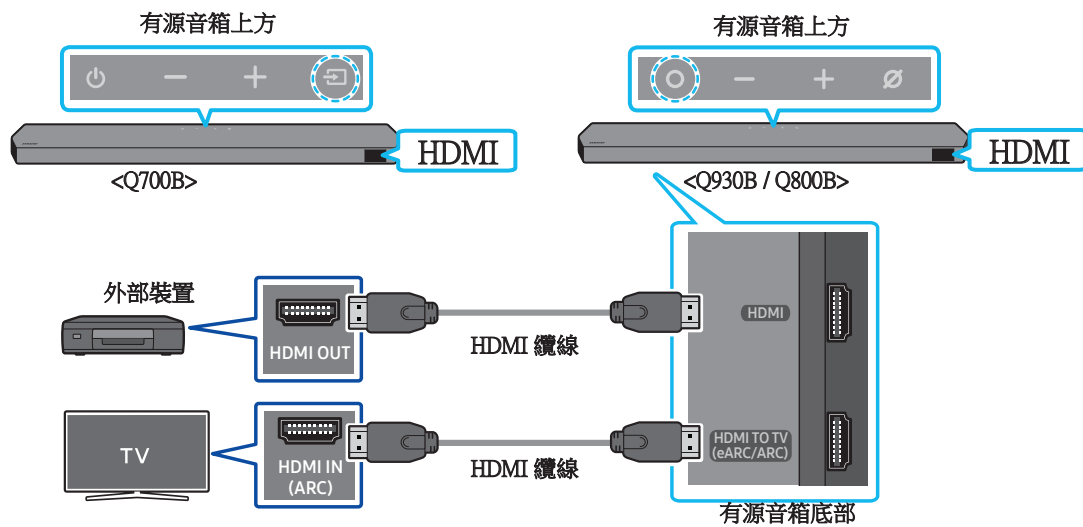 有源音箱上方
有源音箱上方
HDMI
HDMI
<Q700B>
<Q930B / Q800B>
外部裝置
HDMI OUT
HDMI 纜線
HDMI
TV
HDMI IN
(ARC)
HDMI 纜線
HDMI TO TV
(eARC/ARC)
有源音箱底部